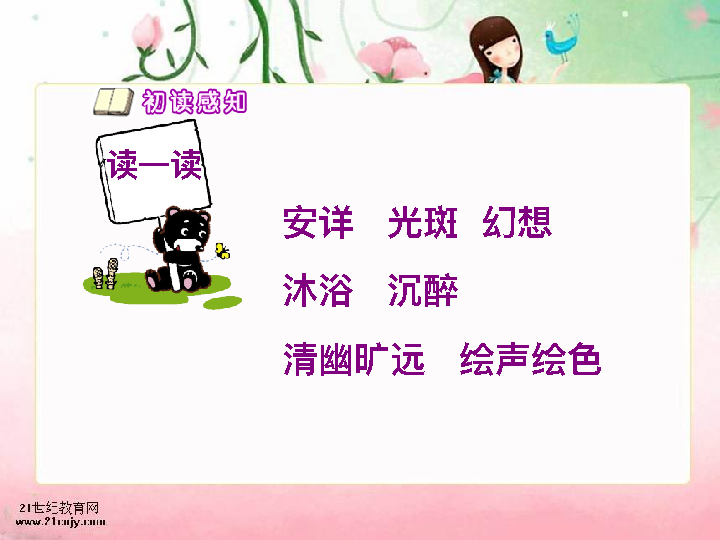 初读感知
读一读
安详 光斑 幻想
沐浴 沉醉
清幽旷远 绘声绘色
21世纪教育网
www.21cnjy.com